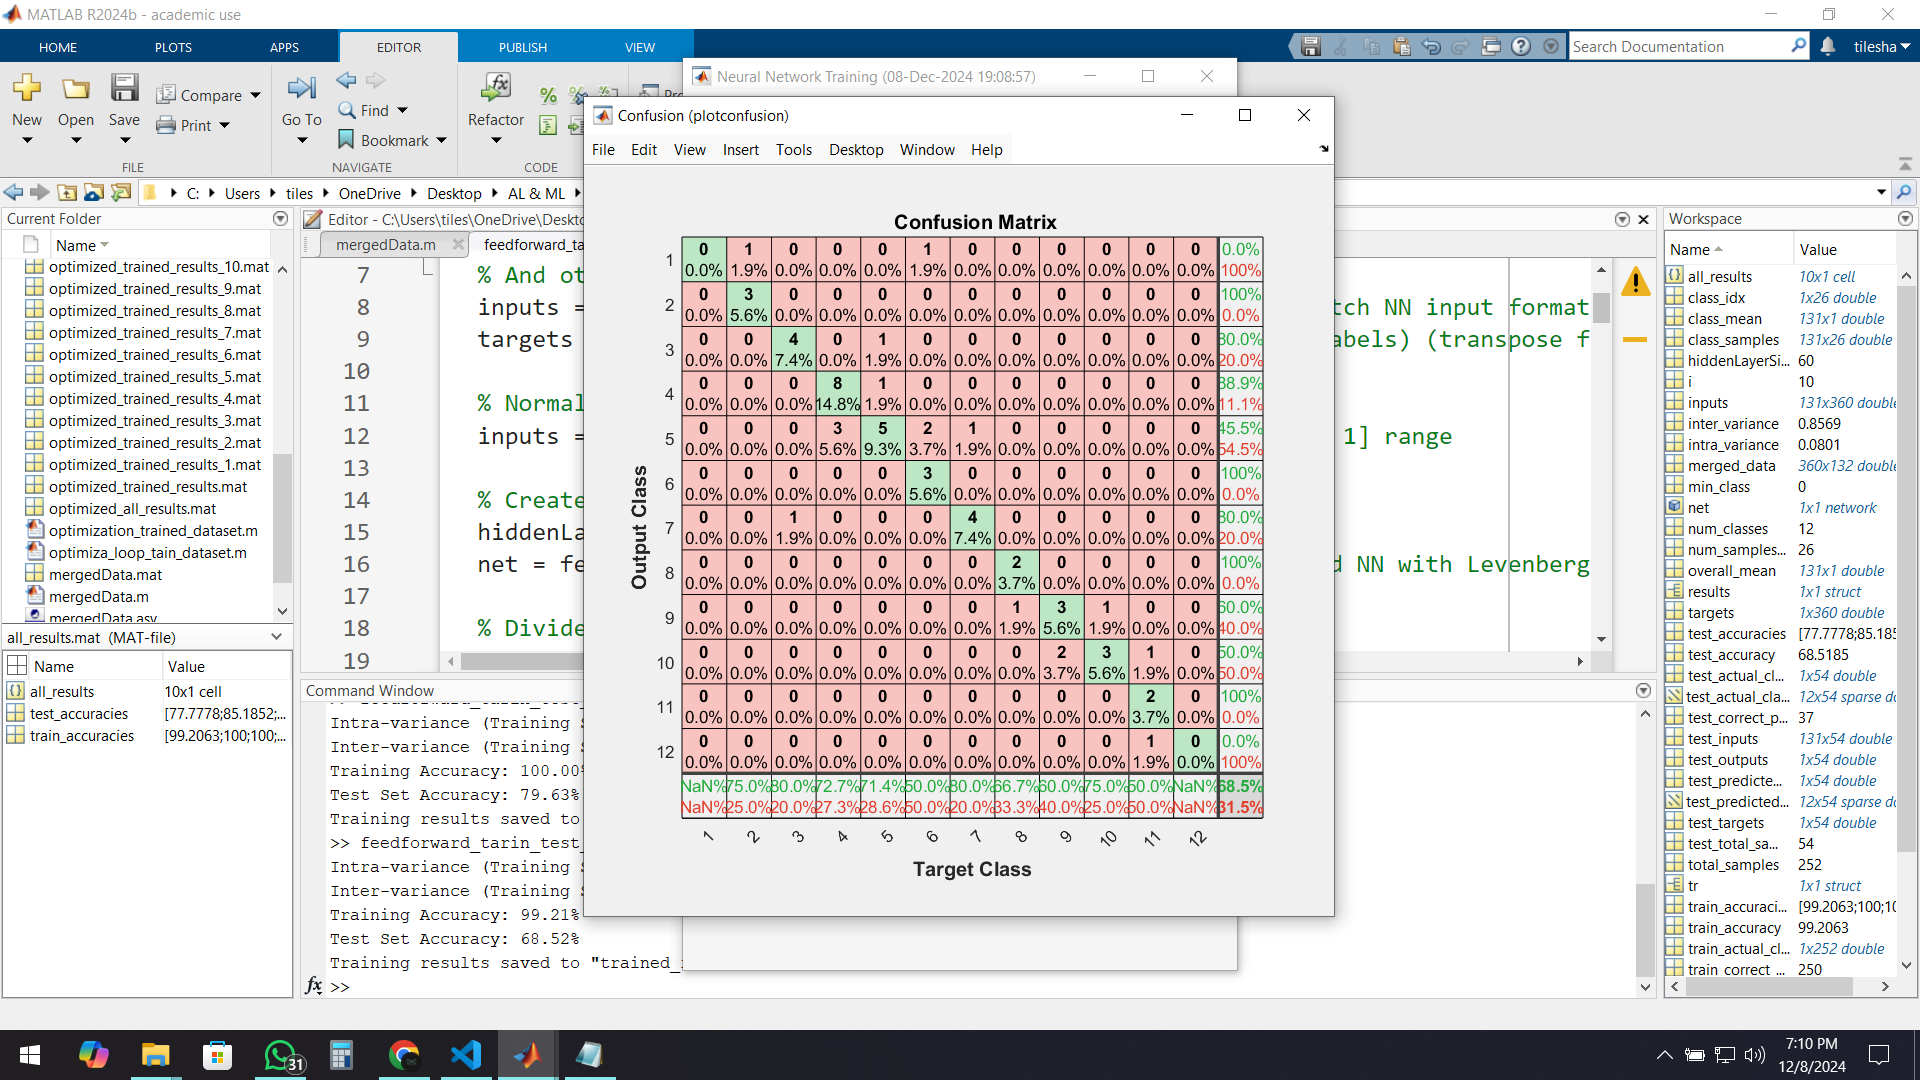 MATLAB R2024b - academic use
HOME PLOTS APPS EDITOR PUBLISH VIEW
Search Documentation
tilesha
New Open Save Compare Print
Go To Find Bookmark
Refactor
FILE NAVIGATE CODE
Neural Network Training (08-Dec-2024 19:08:57)
C: Users tiles OneDrive Desktop AL & ML
Current Folder
Name
optimized_trained_results_10.mat
optimized_trained_results_9.mat
optimized_trained_results_8.mat
optimized_trained_results_7.mat
optimized_trained_results_6.mat
optimized_trained_results_5.mat
optimized_trained_results_4.mat
optimized_trained_results_3.mat
optimized_trained_results_2.mat
optimized_trained_results_1.mat
optimized_trained_results.mat
optimized_all_results.mat
optimization_trained_dataset.m
optimiza_loop_tain_dataset.m
mergedData.mat
mergedData.m
mergedData.asv
all_results.mat (MAT-file)
Name Value
all_results 10x1 cell
test_accuracies [77.7778;85.1852;...
train_accuracies [99.2063;100;100;...
Editor - C:\Users\tiles\OneDrive\Deskto
mergedData.m feedforward_ta
7 % And ot
8 inputs = tch NN input format
9 targets abels) (transpose f
10
11 % Normal
12 inputs = 1] range
13
14 % Create
15 hiddenLa
16 net = fe d NN with Levenberg
17
18 % Divide
19
Command Window
Intra-variance (Training S
Inter-variance (Training S
Training Accuracy: 100.00%
Test Set Accuracy: 79.63%
Training results saved to
>> feedforward_tarin_test_
Intra-variance (Training S
Inter-variance (Training S
Training Accuracy: 99.21%
Test Set Accuracy: 68.52%
Training results saved to "trained_
fx >>
Confusion (plotconfusion)
File Edit View Insert Tools Desktop Window Help
Confusion Matrix
Output Class
1 0 1 0 0 0 1 0 0 0 0 0 0 0.0%
0.0% 1.9% 0.0% 0.0% 0.0% 1.9% 0.0% 0.0% 0.0% 0.0% 0.0% 0.0% 100%
2 0 3 0 0 0 0 0 0 0 0 0 0 100%
0.0% 5.6% 0.0% 0.0% 0.0% 0.0% 0.0% 0.0% 0.0% 0.0% 0.0% 0.0% 0.0%
3 0 0 4 0 1 0 0 0 0 0 0 0 80.0%
0.0% 0.0% 7.4% 0.0% 1.9% 0.0% 0.0% 0.0% 0.0% 0.0% 0.0% 0.0% 20.0%
4 0 0 0 8 1 0 0 0 0 0 0 0 88.9%
0.0% 0.0% 0.0% 14.8% 1.9% 0.0% 0.0% 0.0% 0.0% 0.0% 0.0% 0.0% 11.1%
5 0 0 0 3 5 2 1 0 0 0 0 0 45.5%
0.0% 0.0% 0.0% 5.6% 9.3% 3.7% 1.9% 0.0% 0.0% 0.0% 0.0% 0.0% 54.5%
6 0 0 0 0 0 3 0 0 0 0 0 0 100%
0.0% 0.0% 0.0% 0.0% 0.0% 5.6% 0.0% 0.0% 0.0% 0.0% 0.0% 0.0% 0.0%
7 0 0 1 0 0 0 4 0 0 0 0 0 80.0%
0.0% 0.0% 1.9% 0.0% 0.0% 0.0% 7.4% 0.0% 0.0% 0.0% 0.0% 0.0% 20.0%
8 0 0 0 0 0 0 0 2 0 0 0 0 100%
0.0% 0.0% 0.0% 0.0% 0.0% 0.0% 0.0% 3.7% 0.0% 0.0% 0.0% 0.0% 0.0%
9 0 0 0 0 0 0 0 1 3 1 0 0 60.0%
0.0% 0.0% 0.0% 0.0% 0.0% 0.0% 0.0% 1.9% 5.6% 1.9% 0.0% 0.0% 40.0%
10 0 0 0 0 0 0 0 0 2 3 1 0 50.0%
0.0% 0.0% 0.0% 0.0% 0.0% 0.0% 0.0% 0.0% 3.7% 5.6% 1.9% 0.0% 50.0%
11 0 0 0 0 0 0 0 0 0 0 2 0 100%
0.0% 0.0% 0.0% 0.0% 0.0% 0.0% 0.0% 0.0% 0.0% 0.0% 3.7% 0.0% 0.0%
12 0 0 0 0 0 0 0 0 0 0 1 0 0.0%
0.0% 0.0% 0.0% 0.0% 0.0% 0.0% 0.0% 0.0% 0.0% 0.0% 1.9% 0.0% 100%
NaN% 75.0% 80.0% 72.7% 71.4% 50.0% 80.0% 66.7% 60.0% 75.0% 50.0% NaN% 68.5%
NaN% 25.0% 20.0% 27.3% 28.6% 50.0% 20.0% 33.3% 40.0% 25.0% 50.0% NaN% 31.5%
1 2 3 4 5 6 7 8 9 10 11 12
Target Class
Workspace
Name Value
all_results 10x1 cell
class_idx 1x26 double
class_mean 131x1 double
class_samples 131x26 double
hiddenLayerSi... 60
i 10
inputs 131x360 double
inter_variance 0.8569
intra_variance 0.0801
merged_data 360x132 double
min_class 0
net 1x1 network
num_classes 12
num_samples... 26
overall_mean 131x1 double
results 1x1 struct
targets 1x360 double
test_accuracies [77.7778;85.1852
test_accuracy 68.5185
test_actual_cl... 1x54 double
test_actual_cla... 12x54 sparse do
test_correct_p... 37
test_inputs 131x54 double
test_outputs 1x54 double
test_predicte... 1x54 double
test_predicted... 12x54 sparse do
test_targets 1x54 double
test_total_sa... 54
total_samples 252
tr 1x1 struct
train_accuraci... [99.2063;100;10
train_accuracy 99.2063
train_actual_cl... 1x252 double
train_correct_... 250
31
7:10 PM
12/8/2024